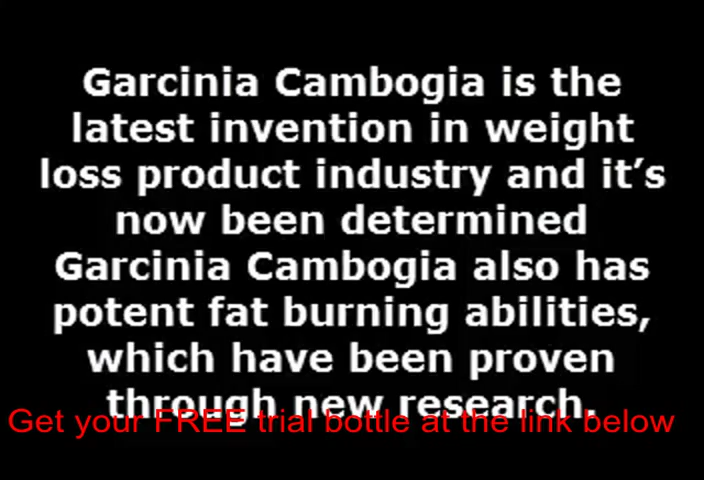 Garcinia Cambogia is the
latest invention in weight
loss product industry and it’s
now been determined
Garcinia Cambogia also has
potent fat burning abilities,
which have been proven
through new research.
Get your FREE trial bottle at the link below